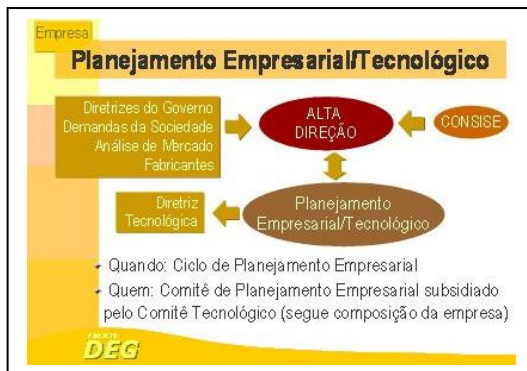 Empresa
Planejamento Empresarial/Tecnológico
Diretrizes do Governo
Demandas da Sociedade
Análise de Mercado
Fabricantes
ALTA
DIREÇÃO
CONSISE
Diretriz
Tecnológica
Planejamento
Empresarial/Tecnológico
Quando: Ciclo de Planejamento Empresarial
Quem: Comitê de Planejamento Empresarial subsidiado
pelo Comitê Tecnológico (segue composição da empresa)
DEG